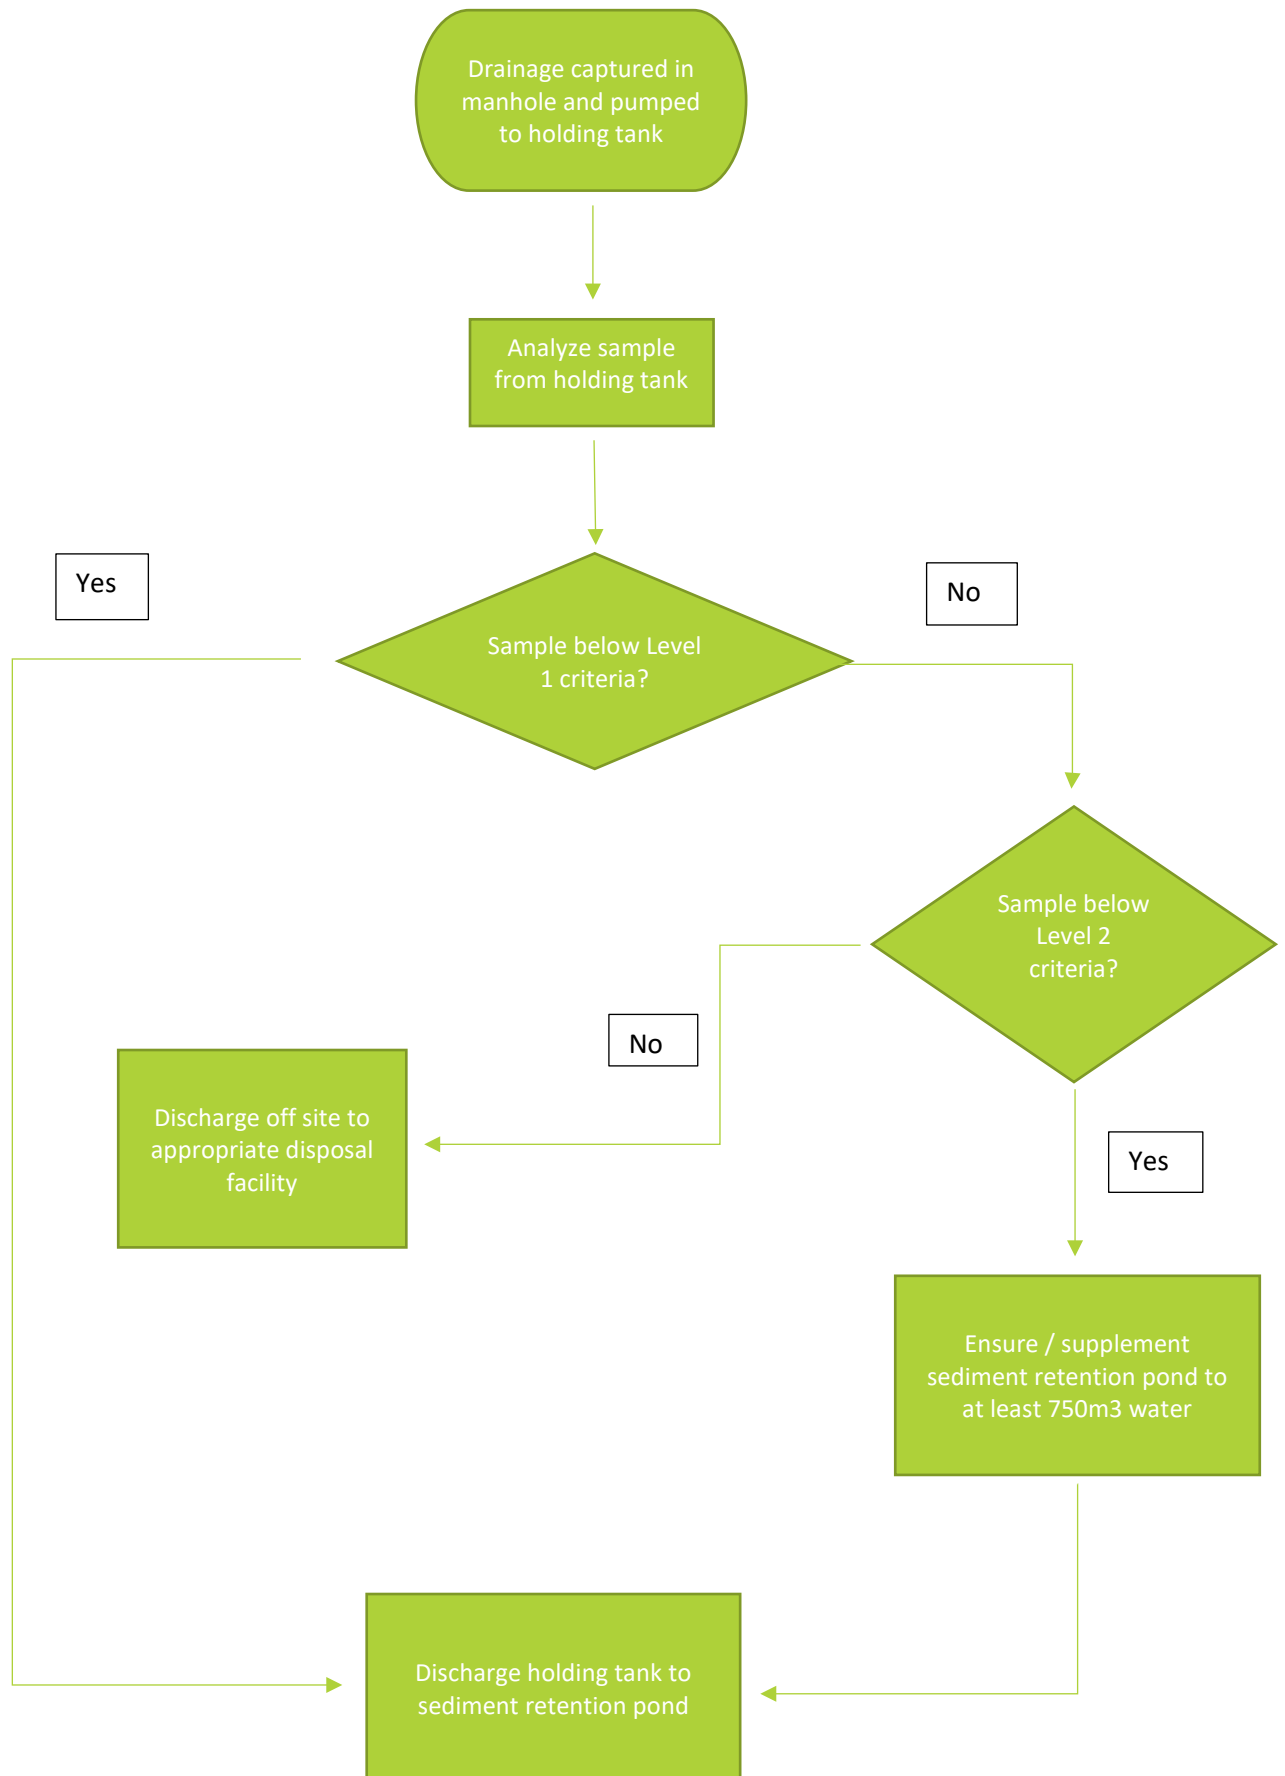 Drainage captured in
manhole and pumped
to holding tank
Analyze sample
from holding tank
Yes
No
Sample below Level
1 criteria?
Sample below
Level 2
criteria?
No
Discharge off site to
appropriate disposal
facility
Yes
Ensure / supplement
sediment retention pond to
at least 750m3 water
Discharge holding tank to
sediment retention pond